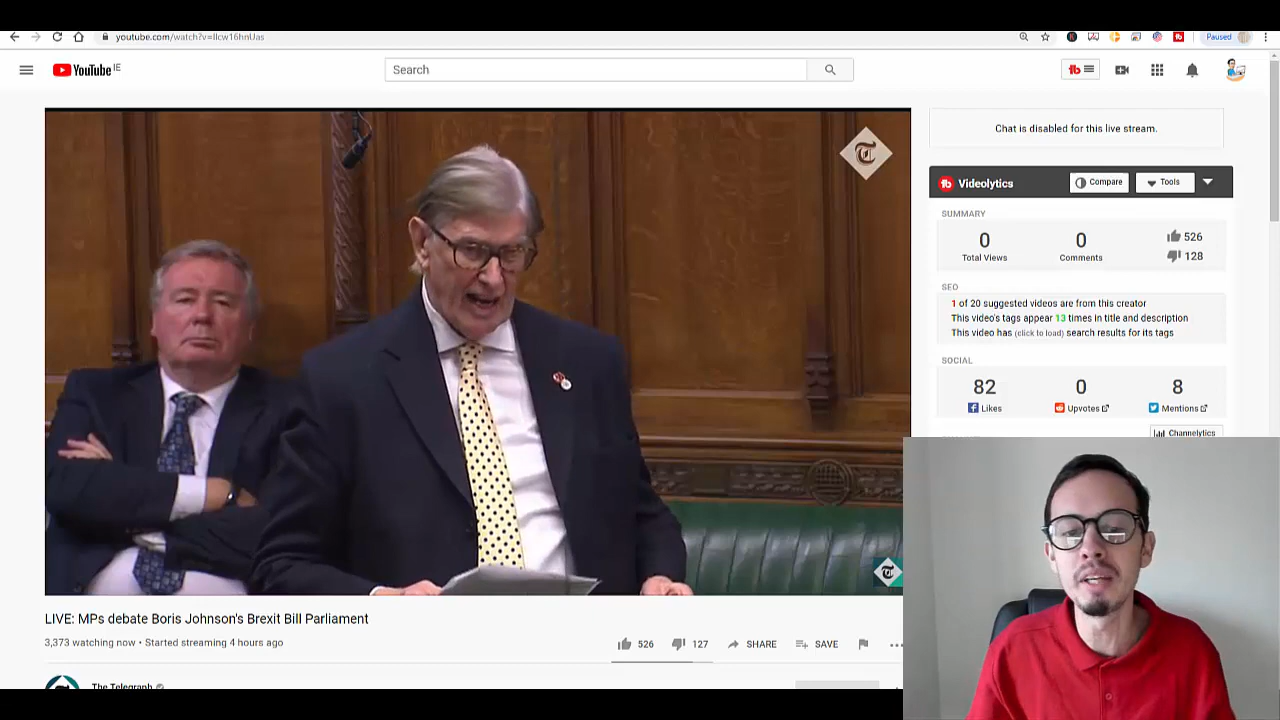 youtube.com/watch?v=IIcw16hnUas
Paused
YouTube IE
Search
Chat is disabled for this live stream.
Videolytics
Compare
Tools
SUMMARY
0
Total Views
0
Comments
526
128
SEO
1 of 20 suggested videos are from this creator
This video's tags appear 13 times in title and description
This video has (click to load) search results for its tags
SOCIAL
82
Likes
0
Upvotes
8
Mentions
Channelytics
LIVE: MPs debate Boris Johnson's Brexit Bill Parliament
3,373 watching now • Started streaming 4 hours ago
526
127
SHARE
SAVE
The Telegraph